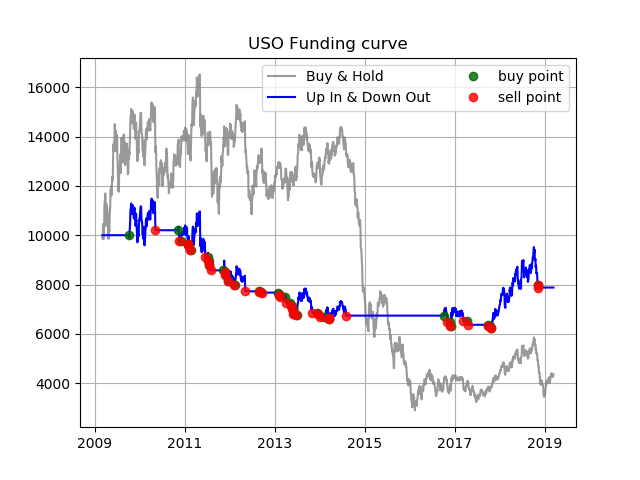 USO Funding curve
Buy & Hold
Up In & Down Out
buy point
sell point
16000
14000
12000
10000
8000
6000
4000
2009 2011 2013 2015 2017 2019